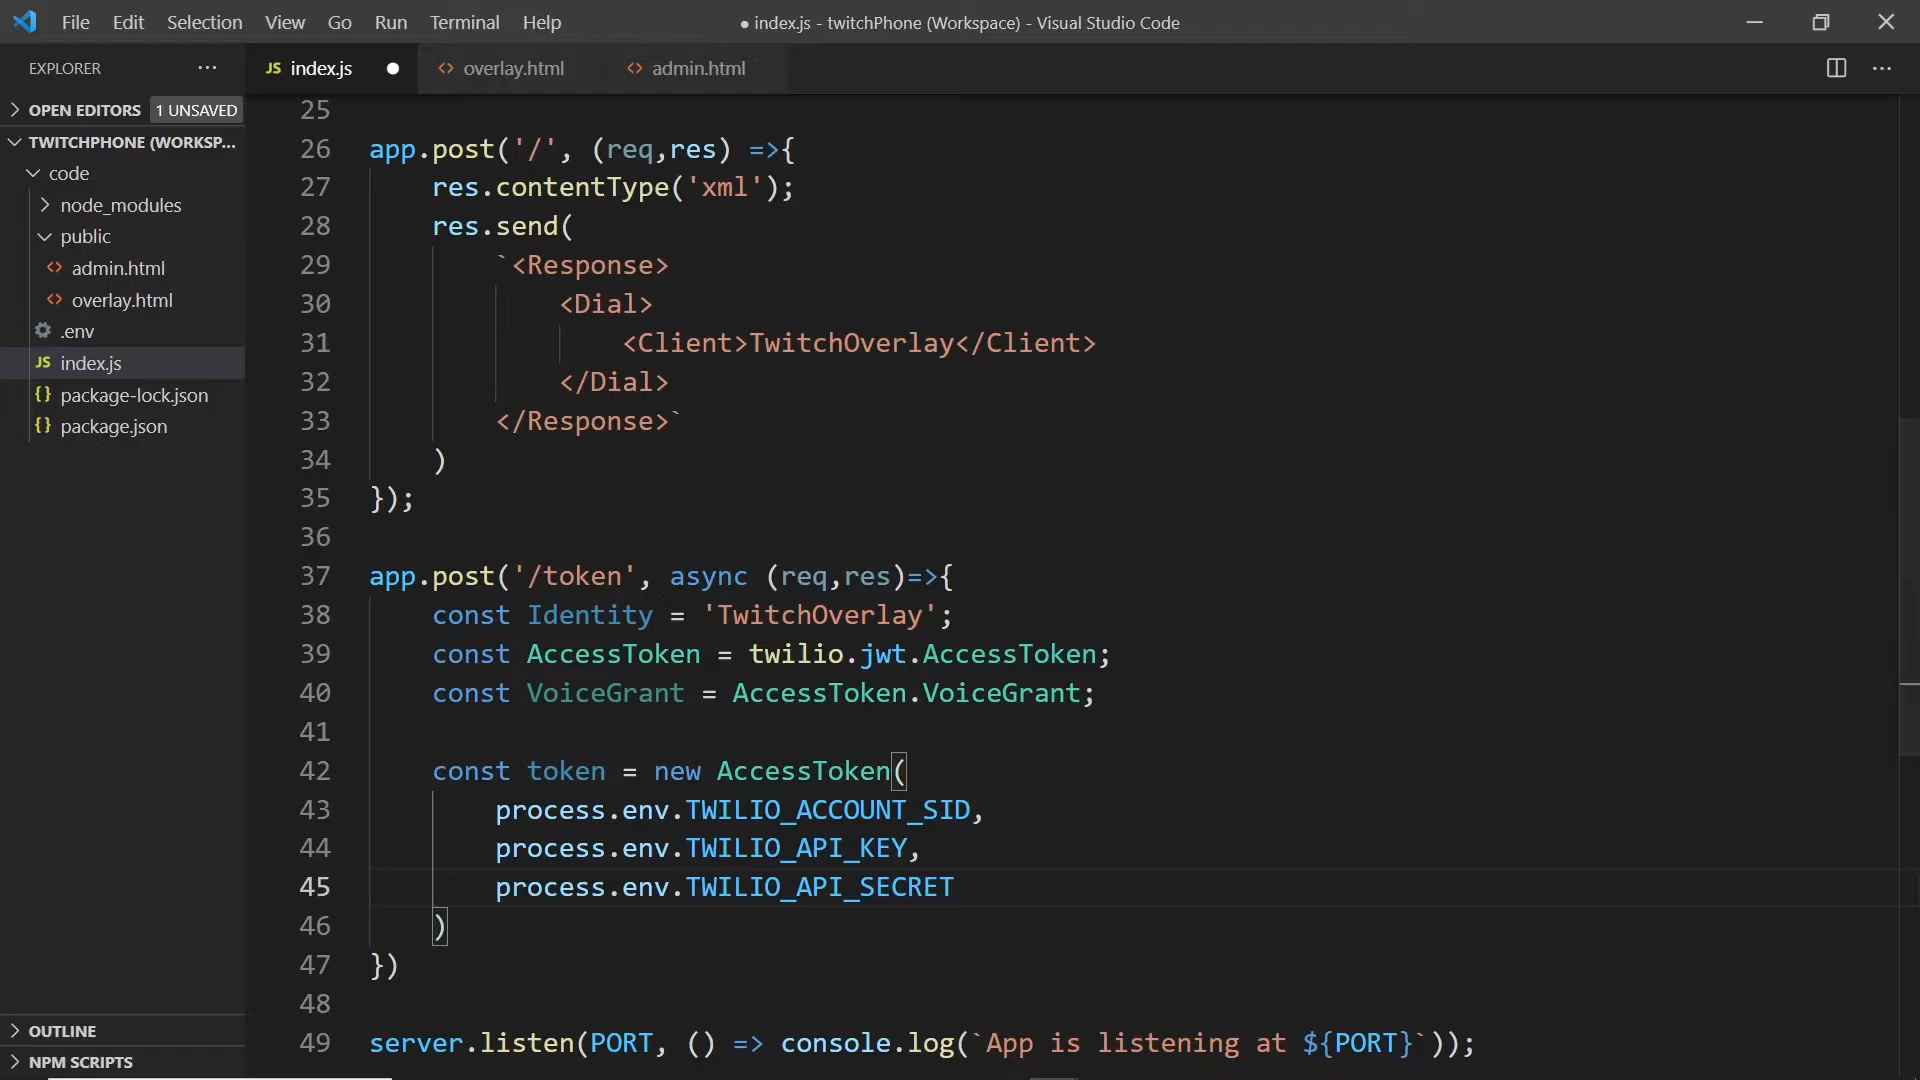 File Edit Selection View Go Run Terminal Help
● index.js - twitchPhone (Workspace) - Visual Studio Code
EXPLORER ···
JS index.js ●
<> overlay.html
<> admin.html
> OPEN EDITORS 1 UNSAVED
TWITCHPHONE (WORKSP...
code
node_modules
public
<> admin.html
<> overlay.html
.env
JS index.js
{} package-lock.json
{} package.json
OUTLINE
NPM SCRIPTS
25
26 app.post('/', (req,res) =>{
27     res.contentType('xml');
28     res.send(
29         `<Response>
30             <Dial>
31                 <Client>TwitchOverlay</Client>
32             </Dial>
33         </Response>`
34     )
35 });
36
37 app.post('/token', async (req,res)=>{
38     const Identity = 'TwitchOverlay';
39     const AccessToken = twilio.jwt.AccessToken;
40     const VoiceGrant = AccessToken.VoiceGrant;
41
42     const token = new AccessToken(
43         process.env.TWILIO_ACCOUNT_SID,
44         process.env.TWILIO_API_KEY,
45         process.env.TWILIO_API_SECRET
46     )
47 })
48
49 server.listen(PORT, () => console.log(`App is listening at ${PORT}`));